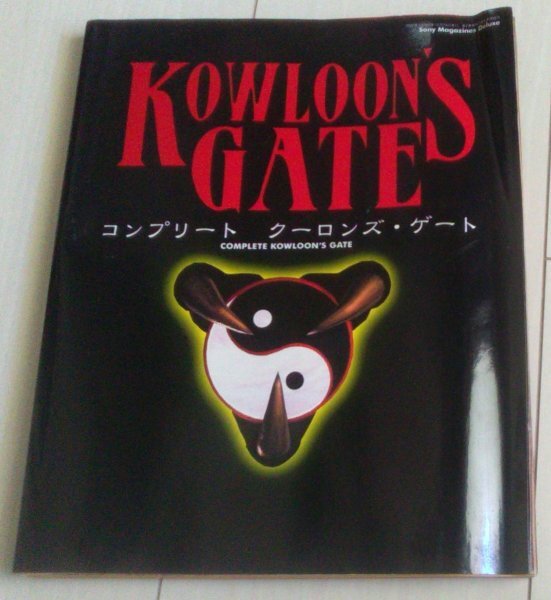 Sony Magazines Deluxe
KOWLOON'S
GATE
コンプリート クーロンズ・ゲート
COMPLETE KOWLOON'S GATE